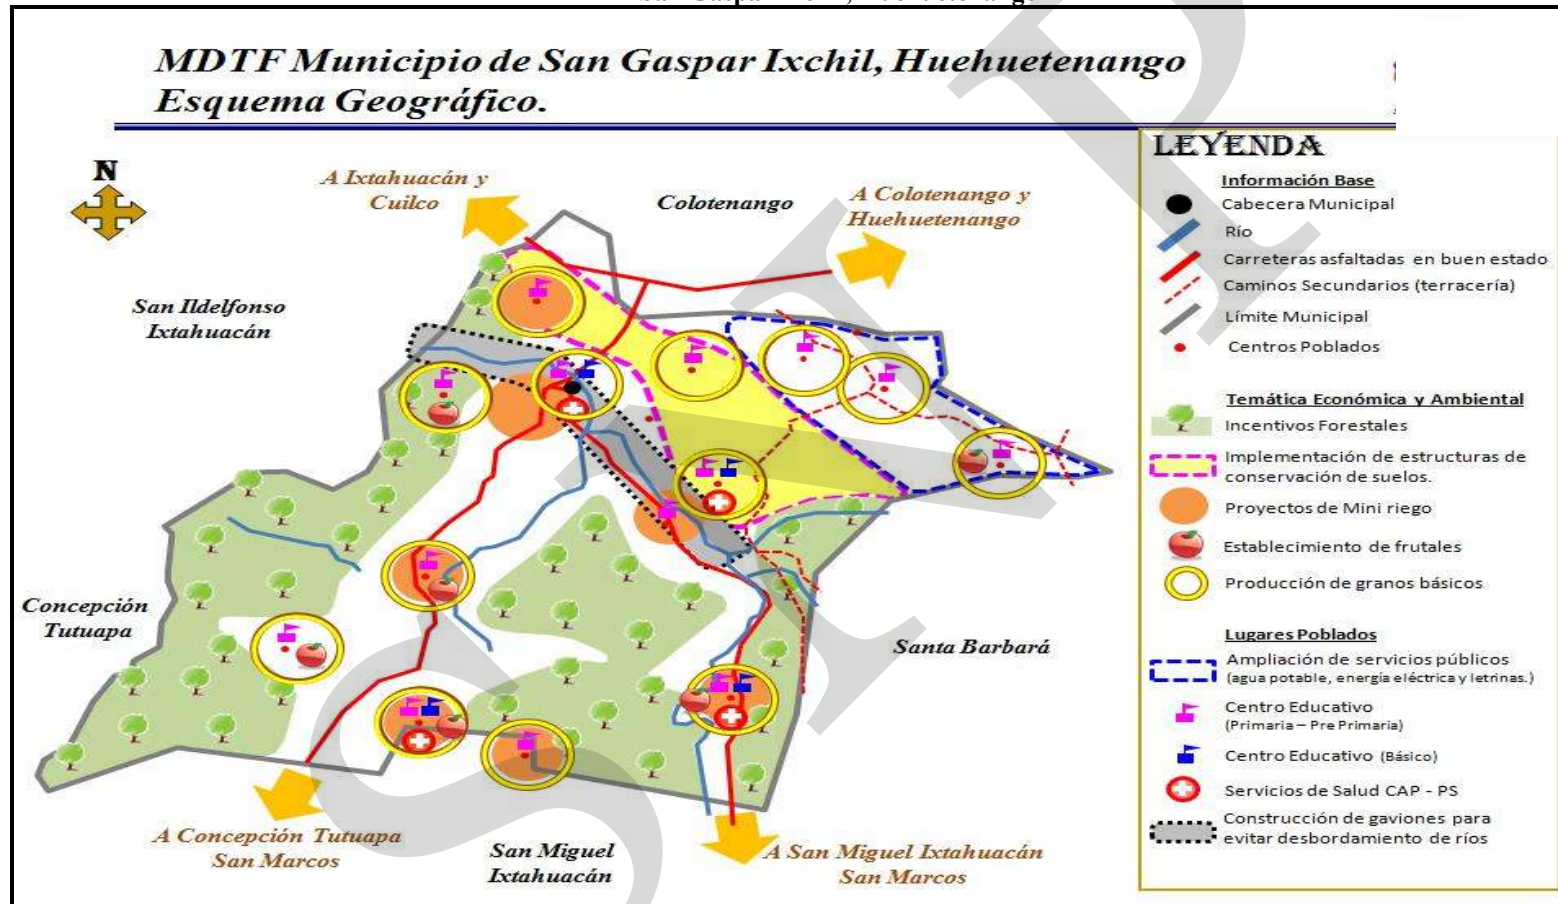 MDTF Municipio de San Gaspar Ixchil, Huehuetenango
Esquema Geográfico.
N
A Ixtahuacán y
Cuilco
Colotenango
A Colotenango y
Huehuetenango
San Ildelfonso
Ixtahuacán
Concepción
Tutuapa
Santa Barbará
A Concepción Tutuapa
San Marcos
San Miguel
Ixtahuacán
A San Miguel Ixtahuacán
San Marcos
LEYENDA
Información Base
Cabecera Municipal
Río
Carreteras asfaltadas en buen estado
Caminos Secundarios (terracería)
Límite Municipal
Centros Poblados
Temática Económica y Ambiental
Incentivos Forestales
Implementación de estructuras de
conservación de suelos.
Proyectos de Mini riego
Establecimiento de frutales
Producción de granos básicos
Lugares Poblados
Ampliación de servicios públicos
(agua potable, energía eléctrica y letrinas.)
Centro Educativo
(Primaria – Pre Primaria)
Centro Educativo (Básico)
Servicios de Salud CAP - PS
Construcción de gaviones para
evitar desbordamiento de ríos